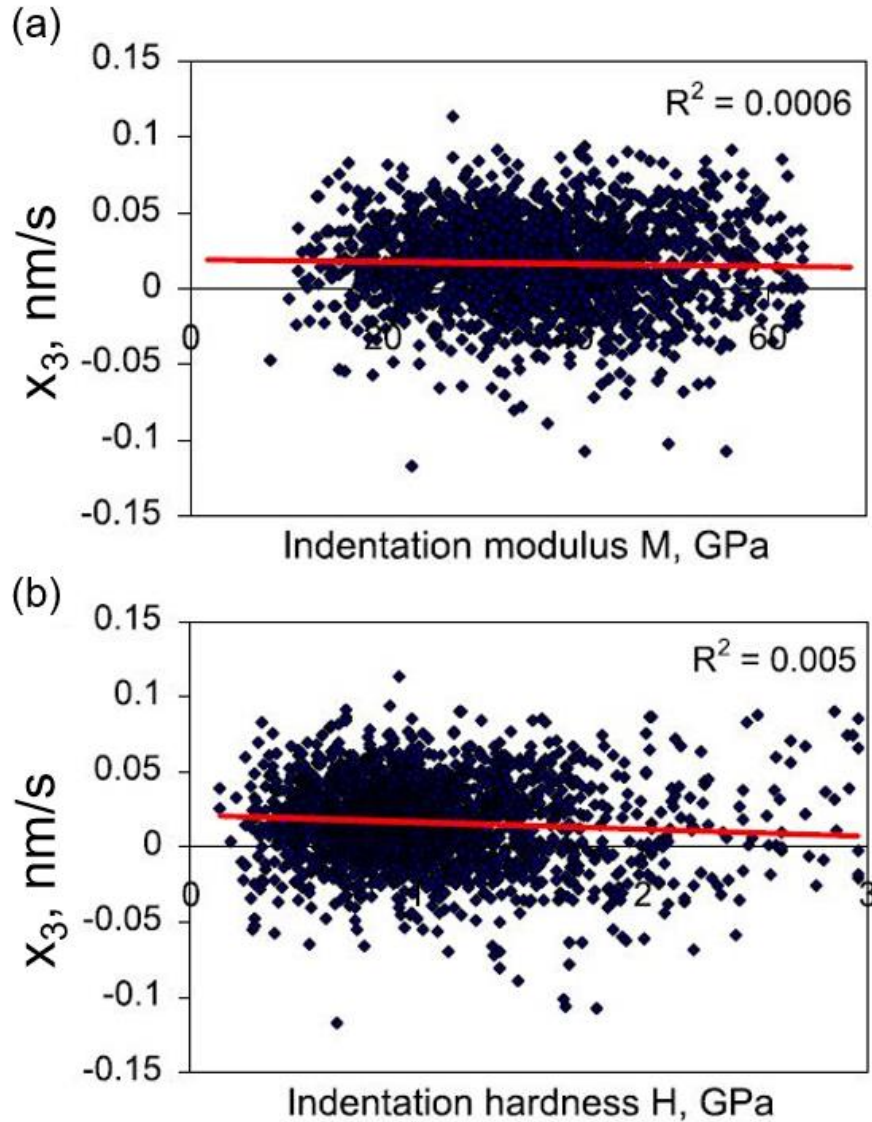 (a)
0.15
R² = 0.0006
0.1
0.05
0
-0.05
-0.1
-0.15
x₃, nm/s
0 20 40 60
Indentation modulus M, GPa
(b)
0.15
R² = 0.005
0.1
0.05
0
-0.05
-0.1
-0.15
x₃, nm/s
0 1 2 3
Indentation hardness H, GPa